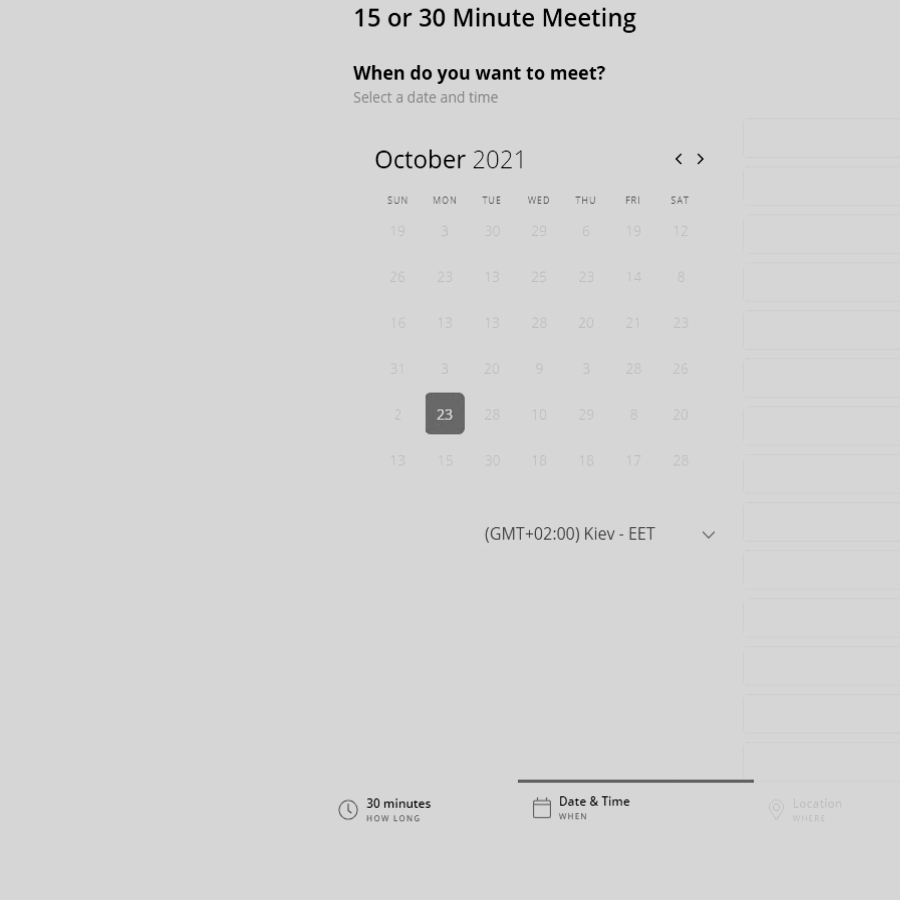 15 or 30 Minute Meeting
When do you want to meet?
Select a date and time
October 2021
SUN MON TUE WED THU FRI SAT
19 3 30 29 6 19 12
26 23 13 25 23 14 8
16 13 13 28 20 21 23
31 3 20 9 3 28 26
2 23 28 10 29 8 20
13 15 30 18 18 17 28
(GMT+02:00) Kiev - EET
30 minutes
HOW LONG
Date & Time
WHEN
Location
WHERE